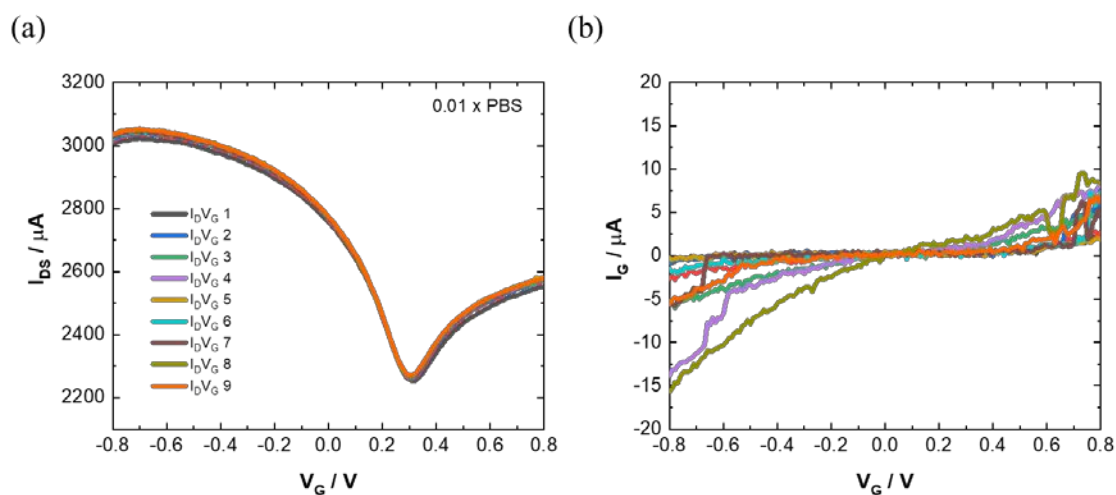 (a)
(b)
3200
3000
2800
2600
2400
2200
I_DS / μA
0.01 x PBS
I_DV_G 1
I_DV_G 2
I_DV_G 3
I_DV_G 4
I_DV_G 5
I_DV_G 6
I_DV_G 7
I_DV_G 8
I_DV_G 9
-0.8 -0.6 -0.4 -0.2 0.0 0.2 0.4 0.6 0.8
V_G / V
20
15
10
5
0
-5
-10
-15
-20
I_G / μA
-0.8 -0.6 -0.4 -0.2 0.0 0.2 0.4 0.6 0.8
V_G / V